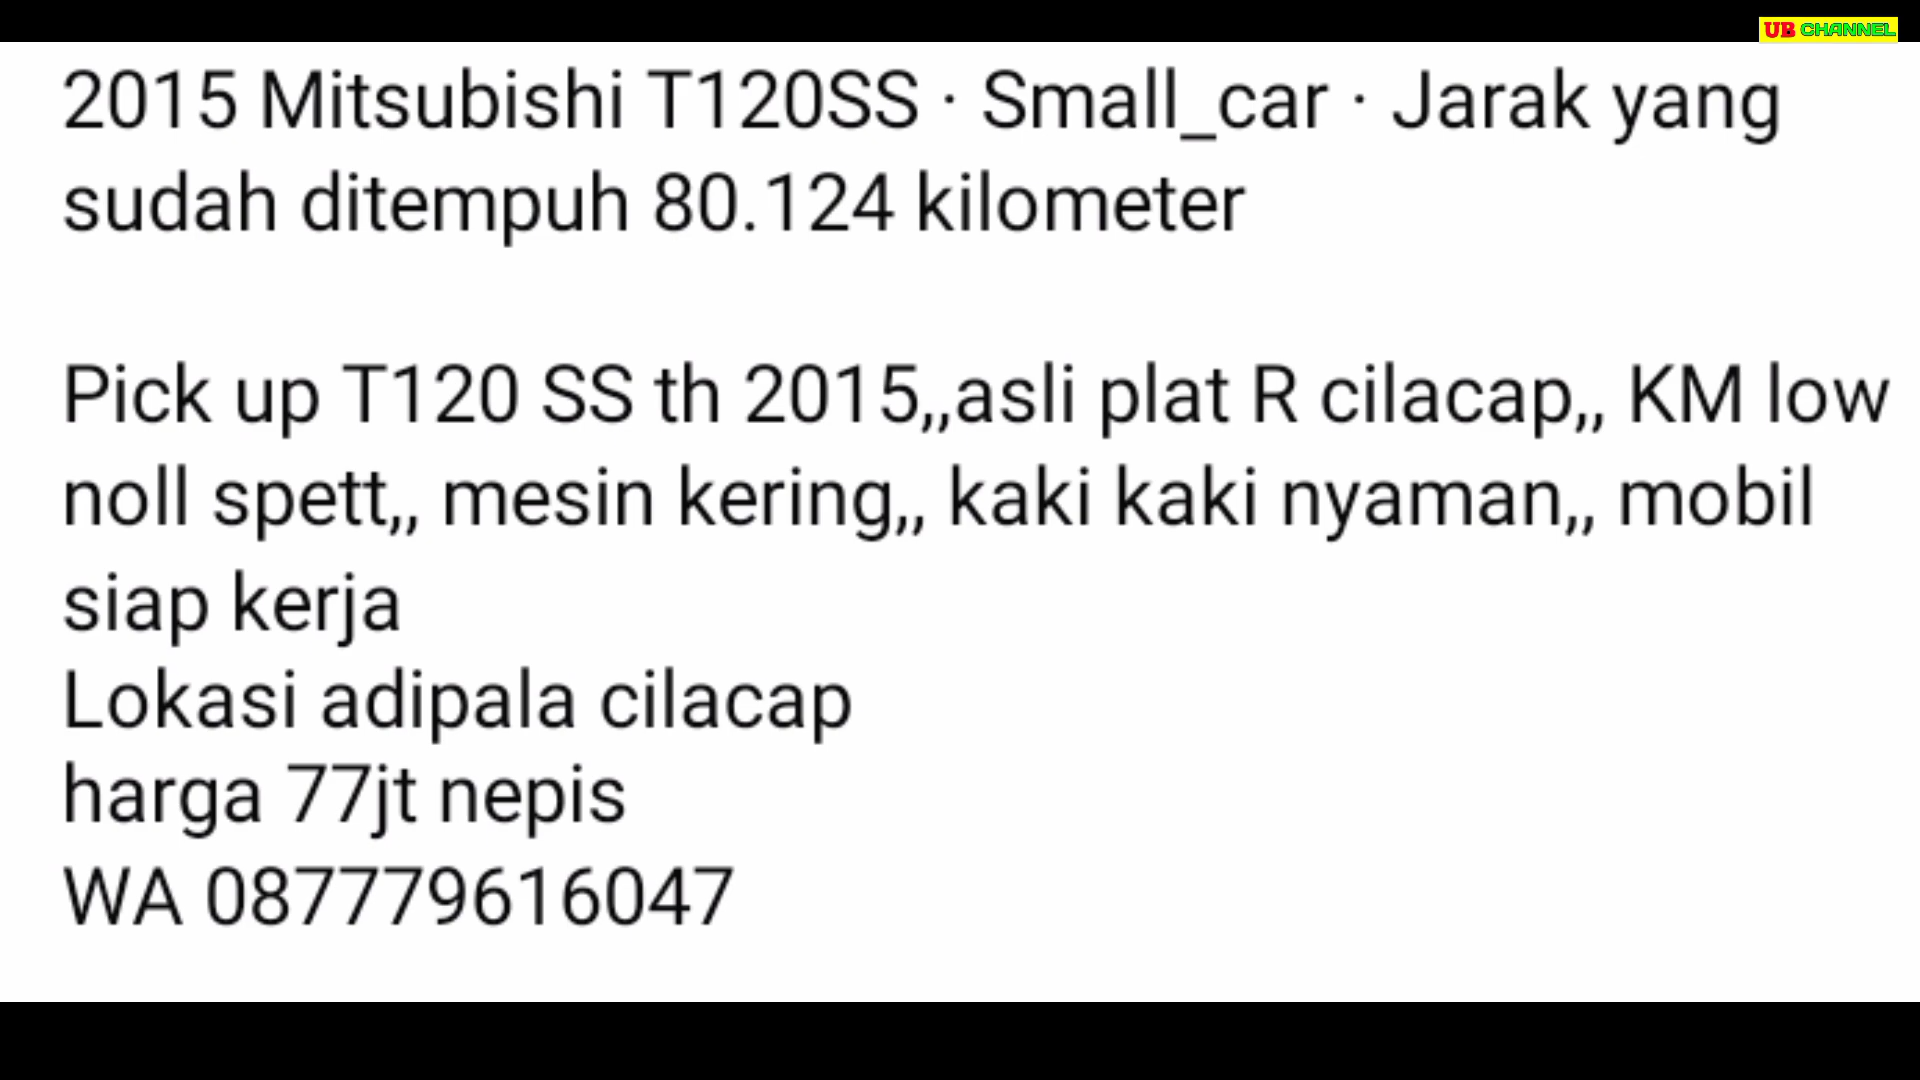 UB CHANNEL
2015 Mitsubishi T120SS · Small_car · Jarak yang
sudah ditempuh 80.124 kilometer
Pick up T120 SS th 2015,,asli plat R cilacap,, KM low
noll spett,, mesin kering,, kaki kaki nyaman,, mobil
siap kerja
Lokasi adipala cilacap
harga 77jt nepis
WA 087779616047